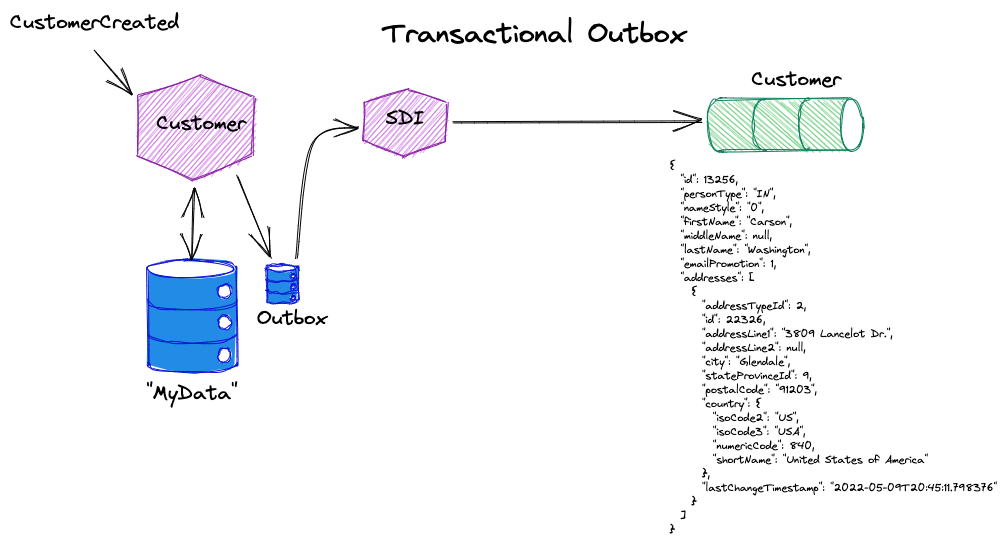 CustomerCreated
Transactional Outbox
Customer
Customer
SDI
Outbox
"MyData"
{
"id": 13256,
"personType": "IN",
"nameStyle": "0",
"firstName": "Carson",
"middleName": null,
"lastName": "Washington",
"emailPromotion": 1,
"addresses": [
{
"addressTypeId": 2,
"id": 22326,
"addressLine1": "3809 Lancelot Dr.",
"addressLine2": null,
"city": "Glendale",
"stateProvinceId": 9,
"postalCode": "91203",
"country": {
"isoCode2": "US",
"isoCode3": "USA",
"numericCode": 840,
"shortName": "United States of America"
},
"lastChangeTimestamp": "2022-05-09T20:45:11.798376"
}
]
}